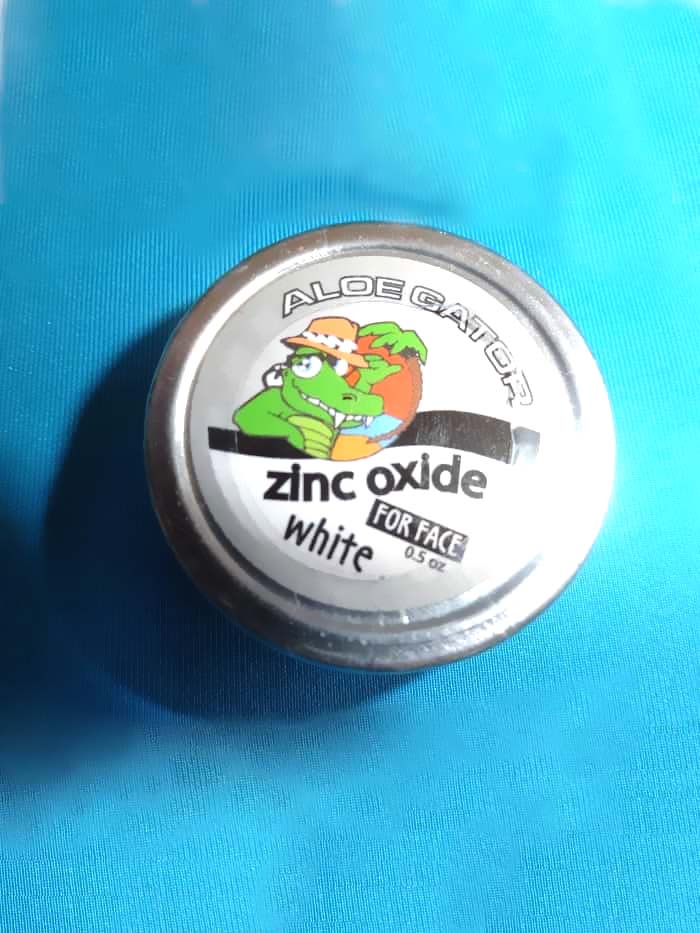 ALOE GATOR
zinc oxide
white
FOR FACE
0.5 oz